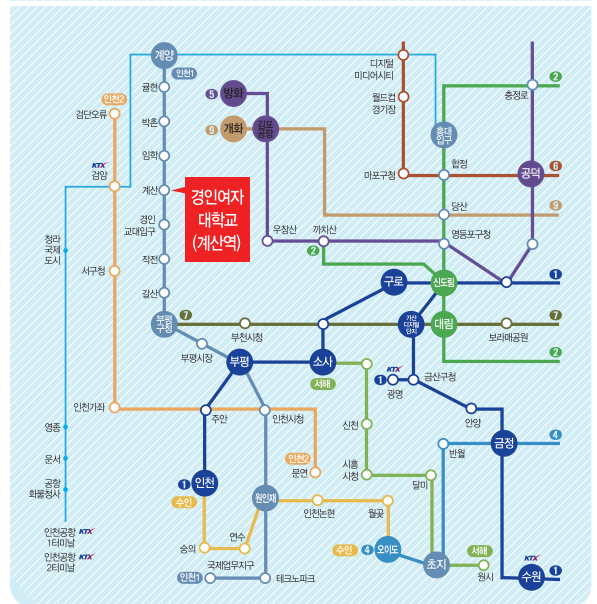 계양
인천1
귤현
박촌
임학
계산
경인
교대입구
작전
갈산
부평
구청
7
부평시장
부평
인천2
검단오류
KTX
검암
서구청
인천가좌
청라
국제
도시
영종
운서
공항
화물청사
인천공항 KTX
1터미널
인천공항 KTX
2터미널
경인여자
대학교
(계산역)
5
방화
9
개화
김포
공항
우장산
까치산
2
디지털
미디어시티
월드컵
경기장
마포구청
홍대
입구
합정
당산
영등포구청
신도림
대림
2
충정로
6
공덕
9
1
7
보라매공원
2
구로
가산
디지털
단지
부천시청
소사
서해
1
KTX
광명
금산구청
안양
4
금정
주안
인천시청
인천2
문연
1
인천
수인
원인재
숭의
연수
국제업무지구
인천1
테크노파크
인천논현
월곶
수인
4
오이도
신천
시흥
시청
달미
반월
초지
서해
원시
KTX
수원
1